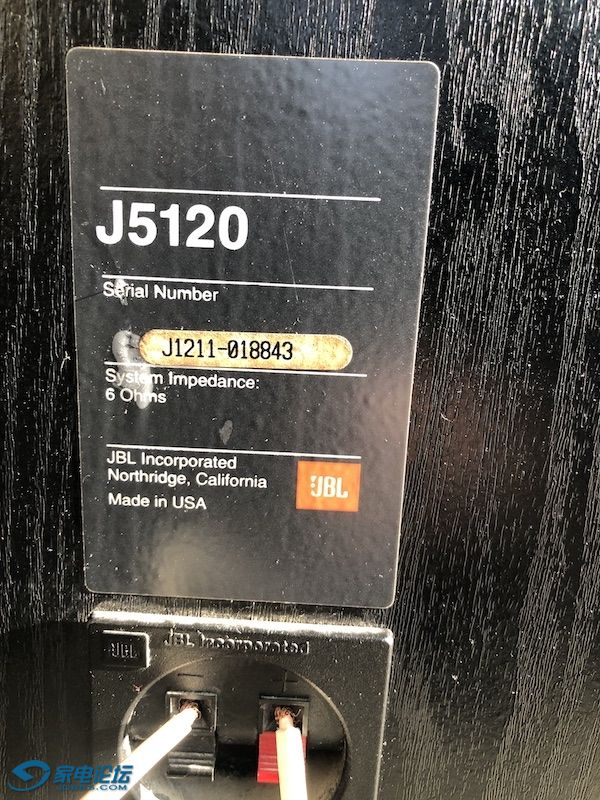 J5120
Serial Number
J1211-018843
System Impedance:
6 Ohms
JBL Incorporated
Northridge, California
Made in USA
JBL
JBL Incorporated
JBL
- +
家电论坛